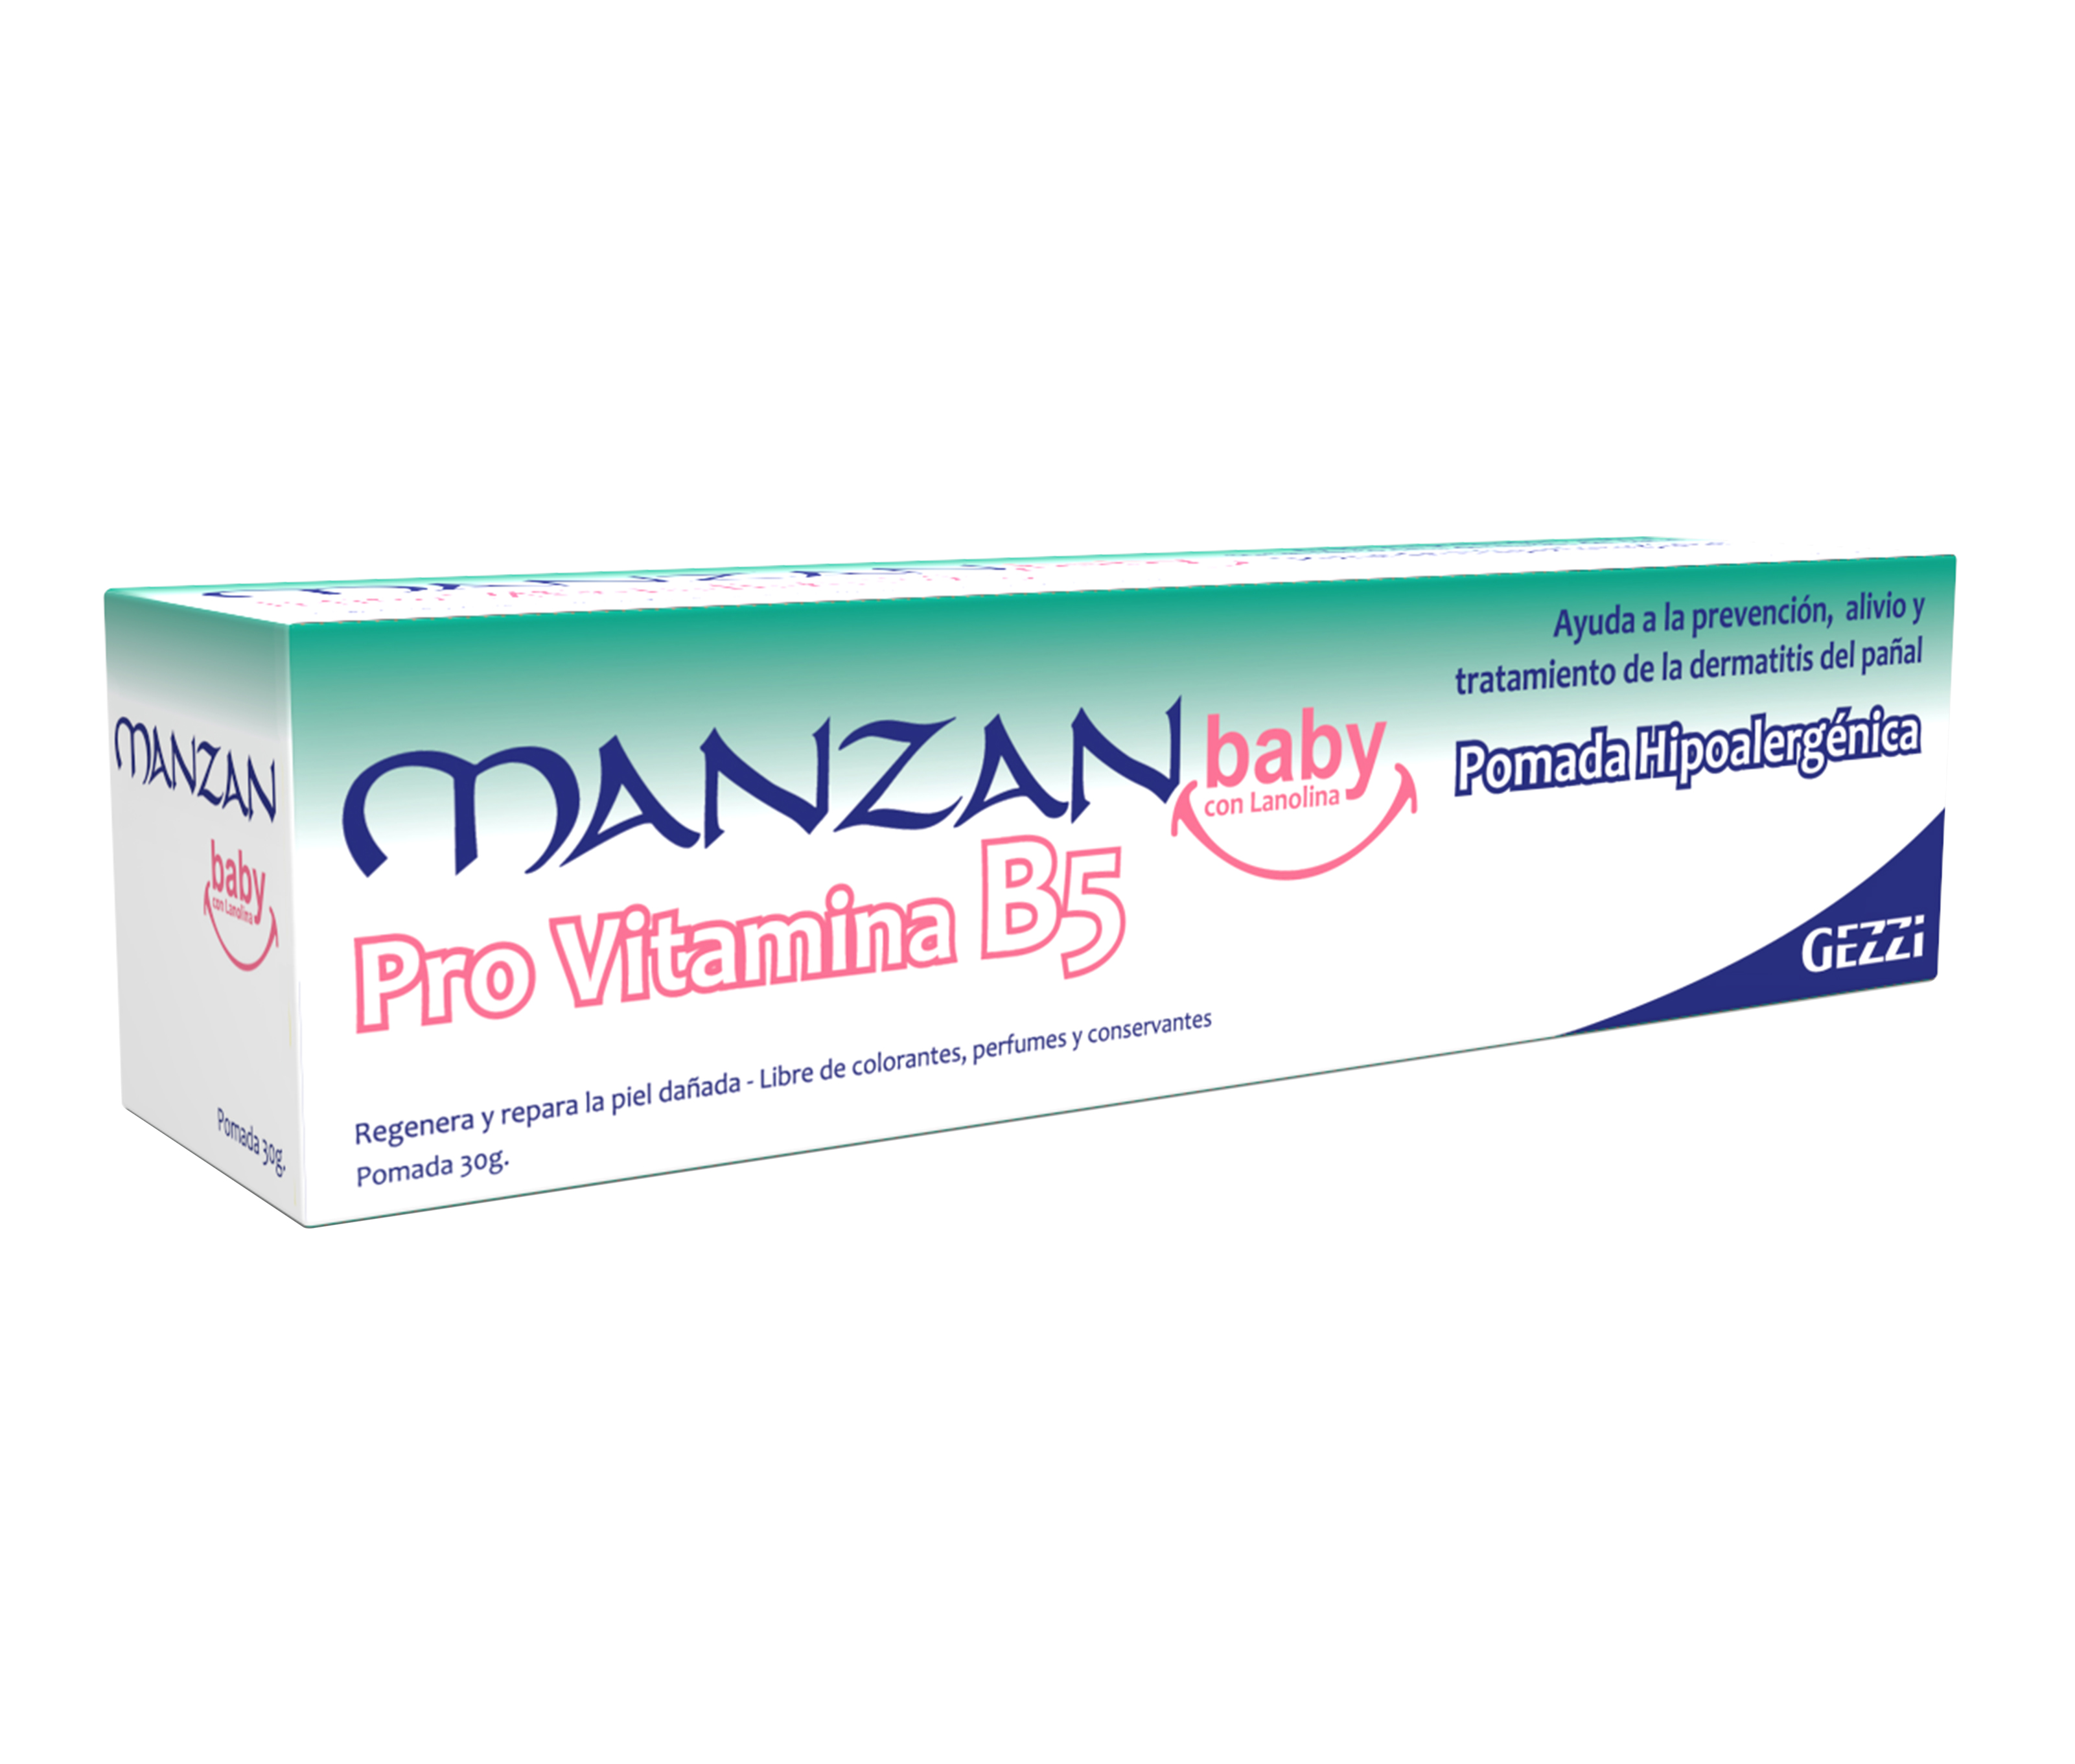 MANZAN
baby
con Lanolina
Pomada 30g.
MANZAN baby
con Lanolina
Pro Vitamina B5
Regenera y repara la piel dañada - Libre de colorantes, perfumes y conservantes
Pomada 30g.
Ayuda a la prevención, alivio y
tratamiento de la dermatitis del pañal
Pomada Hipoalergénica
GEZZI